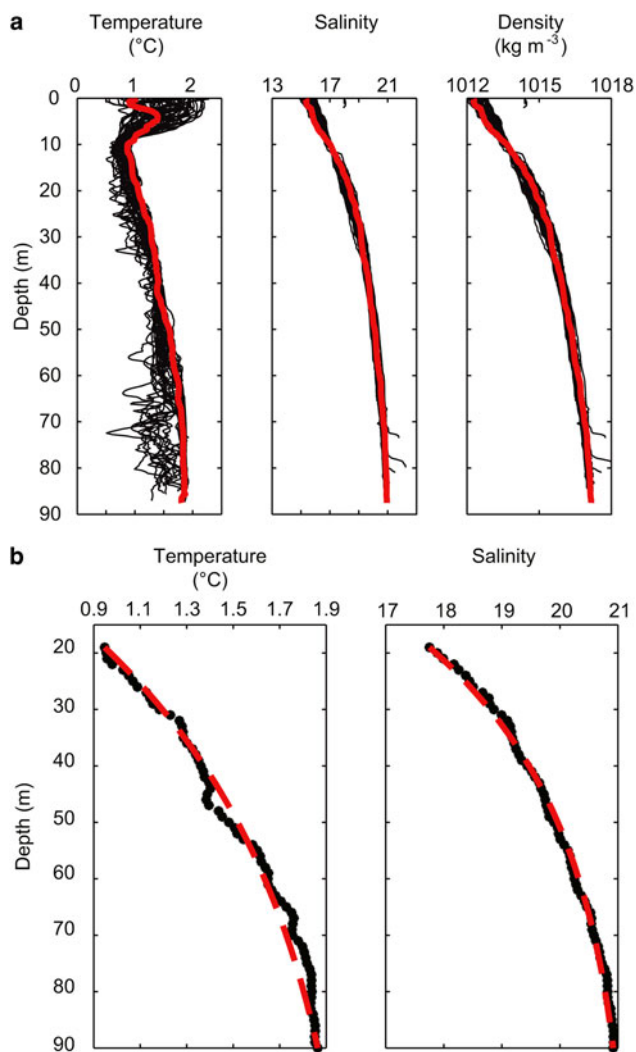 a
Temperature
(°C)
Salinity
Density
(kg m⁻³)
0 1 2
13 17 21
1012 1015 1018
0
10
20
30
40
50
60
70
80
90
Depth (m)
b
Temperature
(°C)
Salinity
0.9 1.1 1.3 1.5 1.7 1.9
17 18 19 20 21
20
30
40
50
60
70
80
90
Depth (m)